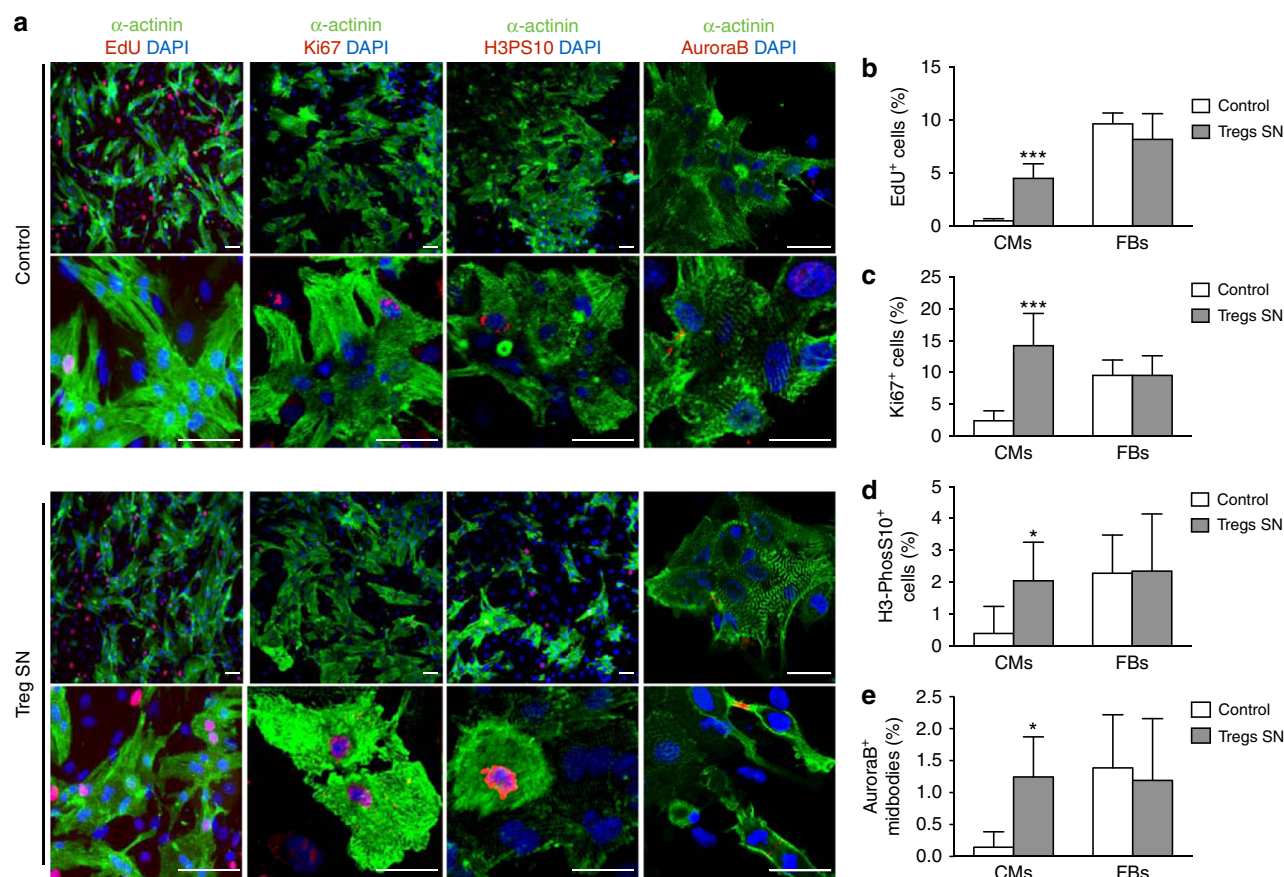 a
α-actinin
EdU DAPI
α-actinin
Ki67 DAPI
α-actinin
H3PS10 DAPI
α-actinin
AuroraB DAPI
Control
Treg SN
b
15
10
5
0
EdU⁺ cells (%)
***
CMs
FBs
Control
Tregs SN
c
25
20
15
10
5
0
Ki67⁺ cells (%)
***
CMs
FBs
Control
Tregs SN
d
5
4
3
2
1
0
H3-PhosS10⁺
cells (%)
*
CMs
FBs
Control
Tregs SN
e
2.5
2.0
1.5
1.0
0.5
0.0
AuroraB⁺
midbodies (%)
*
CMs
FBs
Control
Tregs SN